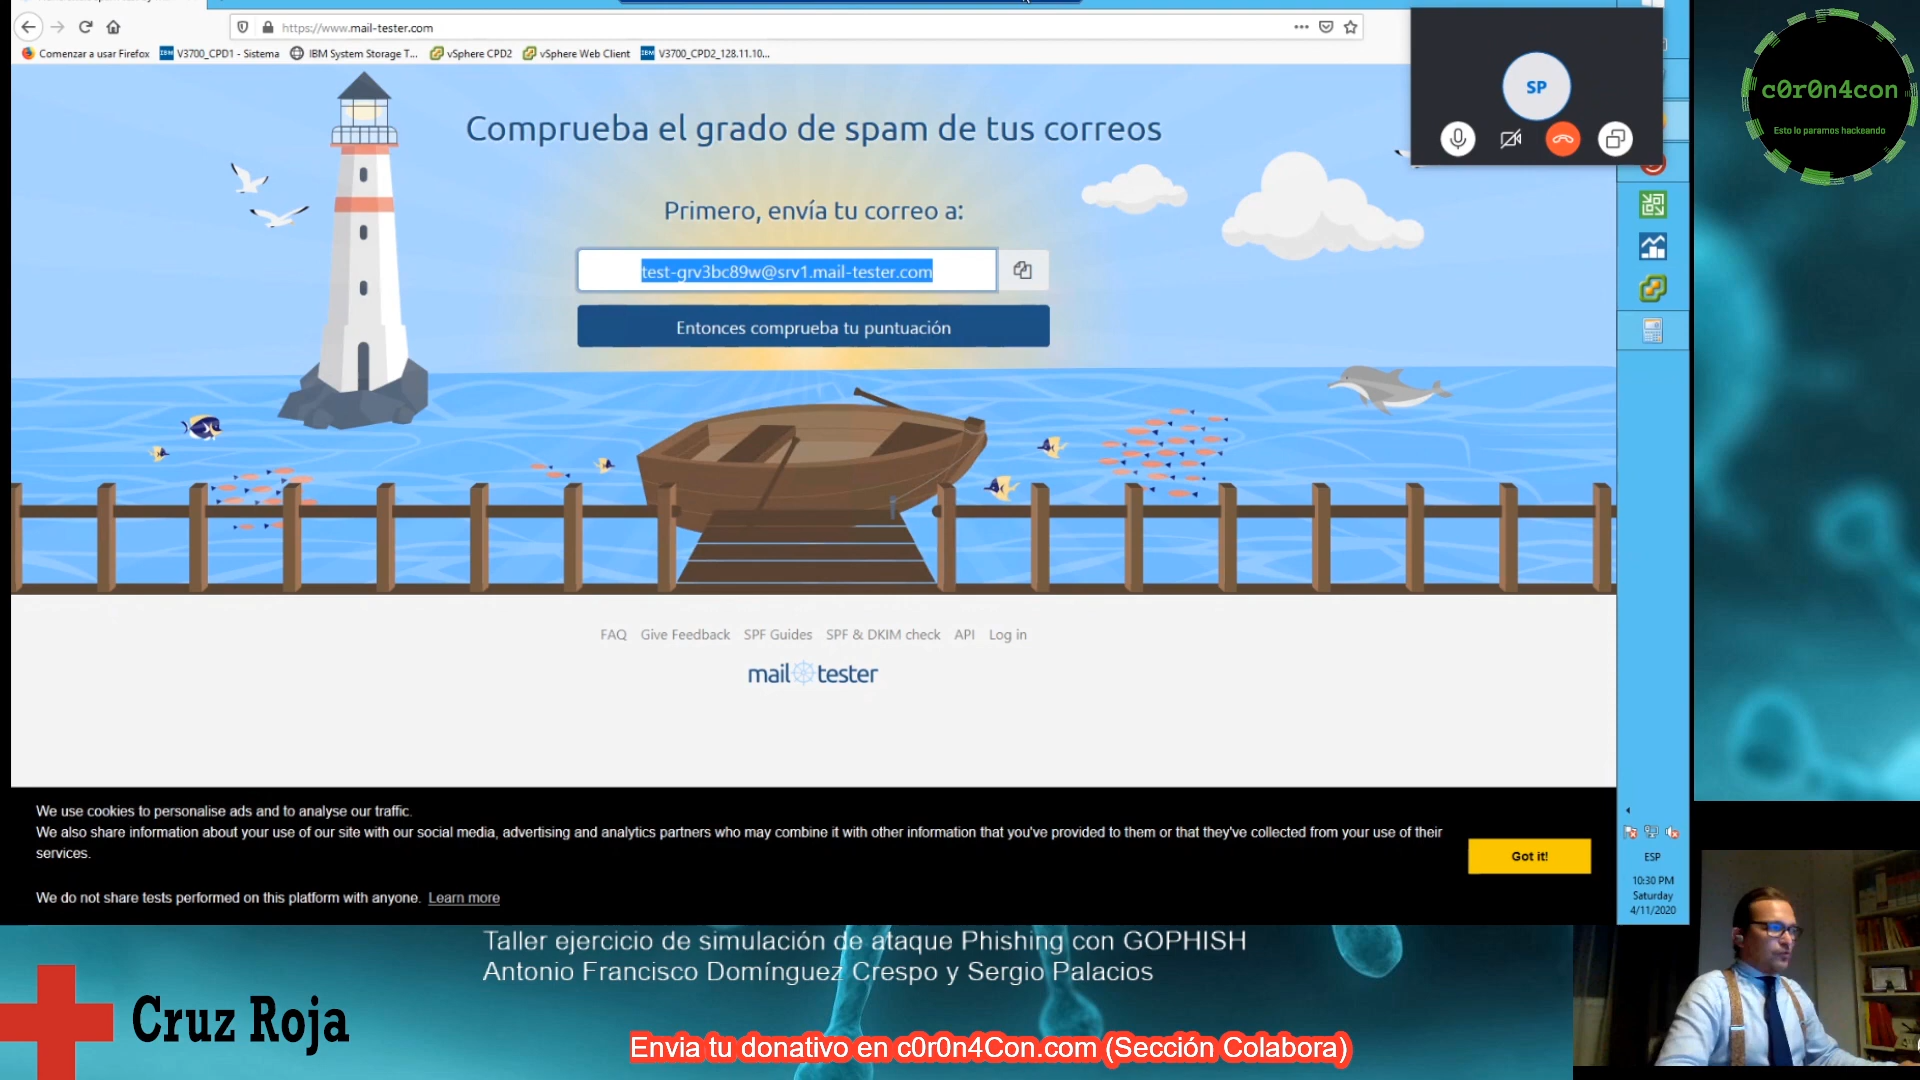 https://www.mail-tester.com
Comenzar a usar Firefox
V3700_CPD1 - Sistema
IBM System Storage T...
vSphere CPD2
vSphere Web Client
V3700_CPD2_128.11.10...
SP
c0r0n4con
Esto lo paramos hackeando
Comprueba el grado de spam de tus correos
Primero, envía tu correo a:
test-grv3bc89w@srv1.mail-tester.com
Entonces comprueba tu puntuación
FAQ Give Feedback SPF Guides SPF & DKIM check API Log in
mail tester
We use cookies to personalise ads and to analyse our traffic.
We also share information about your use of our site with our social media, advertising and analytics partners who may combine it with other information that you've provided to them or that they've collected from your use of their
services.
Got it!
We do not share tests performed on this platform with anyone. Learn more
ESP
10:30 PM
Saturday
4/11/2020
Taller ejercicio de simulación de ataque Phishing con GOPHISH
Antonio Francisco Domínguez Crespo y Sergio Palacios
Cruz Roja
Envia tu donativo en c0r0n4Con.com (Sección Colabora)